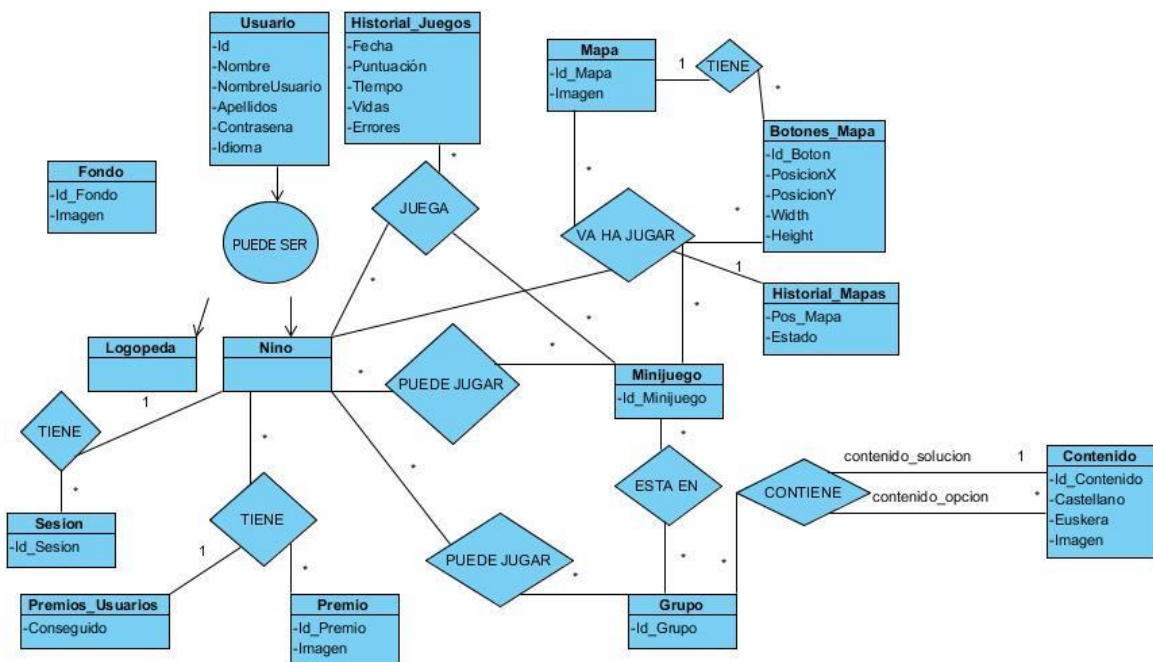 Usuario
-Id
-Nombre
-NombreUsuario
-Apellidos
-Contrasena
-Idioma
Historial_Juegos
-Fecha
-Puntuación
-TIempo
-Vidas
-Errores
Mapa
-Id_Mapa
-Imagen
1
TIENE
*
Botones_Mapa
-Id_Boton
-PosicionX
-PosicionY
-Width
-Height
Fondo
-Id_Fondo
-Imagen
PUEDE SER
*
JUEGA
*
VA HA JUGAR
*
1
Historial_Mapas
-Pos_Mapa
-Estado
*
*
*
*
Logopeda
Nino
*
PUEDE JUGAR
*
Minijuego
-Id_Minijuego
TIENE
1
*
*
*
ESTA EN
*
contenido_solucion
1
CONTIENE
contenido_opcion
*
Contenido
-Id_Contenido
-Castellano
-Euskera
-Imagen
*
Sesion
-Id_Sesion
TIENE
1
*
PUEDE JUGAR
*
*
Premios_Usuarios
-Conseguido
Premio
-Id_Premio
-Imagen
Grupo
-Id_Grupo